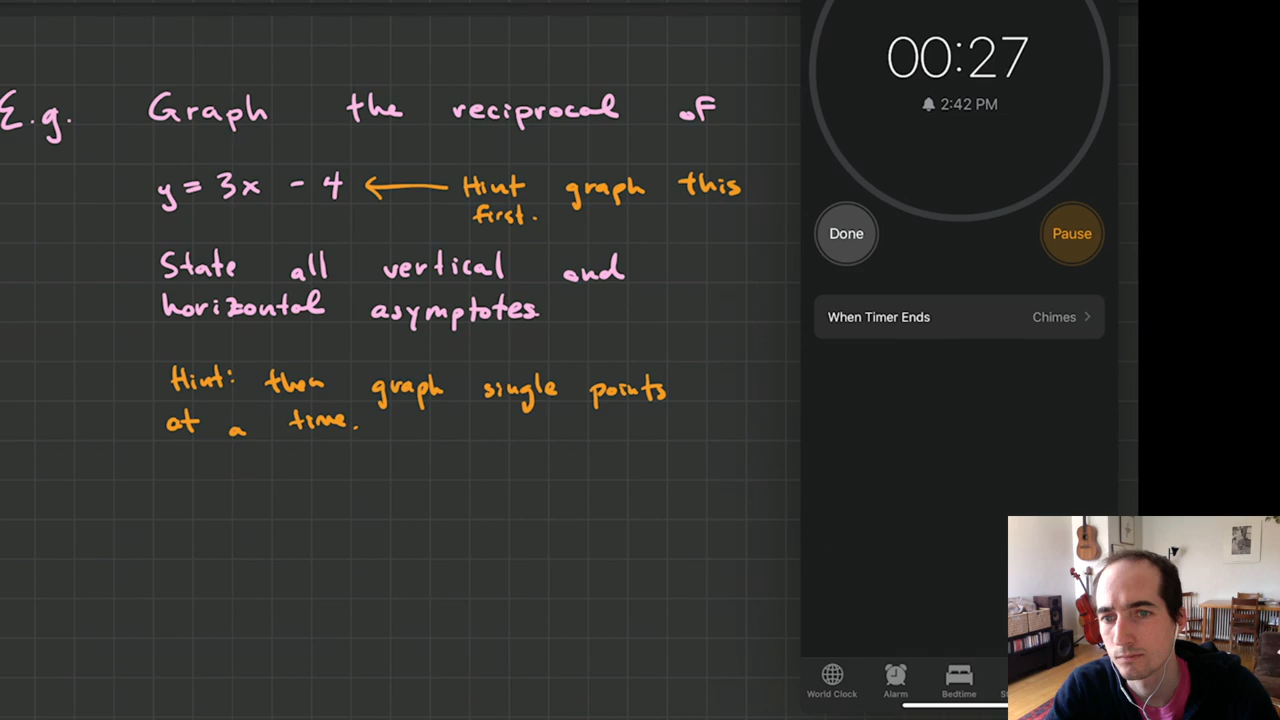 E.g. Graph the reciprocal of
y = 3x - 4 ← Hint graph this
first.
State all vertical and
horizontal asymptotes
Hint: then graph single points
at a time.
00:27
2:42 PM
Done
Pause
When Timer Ends Chimes >
World Clock
Alarm
Bedtime